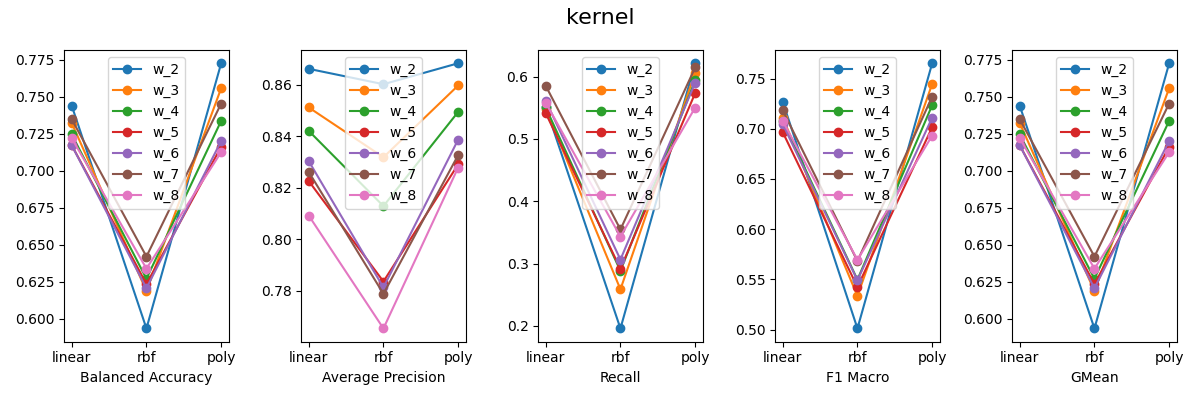 kernel
0.775
0.750
0.725
0.700
0.675
0.650
0.625
0.600
w_2
w_3
w_4
w_5
w_6
w_7
w_8
linear rbf poly
Balanced Accuracy
0.86
0.84
0.82
0.80
0.78
w_2
w_3
w_4
w_5
w_6
w_7
w_8
linear rbf poly
Average Precision
0.6
0.5
0.4
0.3
0.2
w_2
w_3
w_4
w_5
w_6
w_7
w_8
linear rbf poly
Recall
0.75
0.70
0.65
0.60
0.55
0.50
w_2
w_3
w_4
w_5
w_6
w_7
w_8
linear rbf poly
F1 Macro
0.775
0.750
0.725
0.700
0.675
0.650
0.625
0.600
w_2
w_3
w_4
w_5
w_6
w_7
w_8
linear rbf poly
GMean